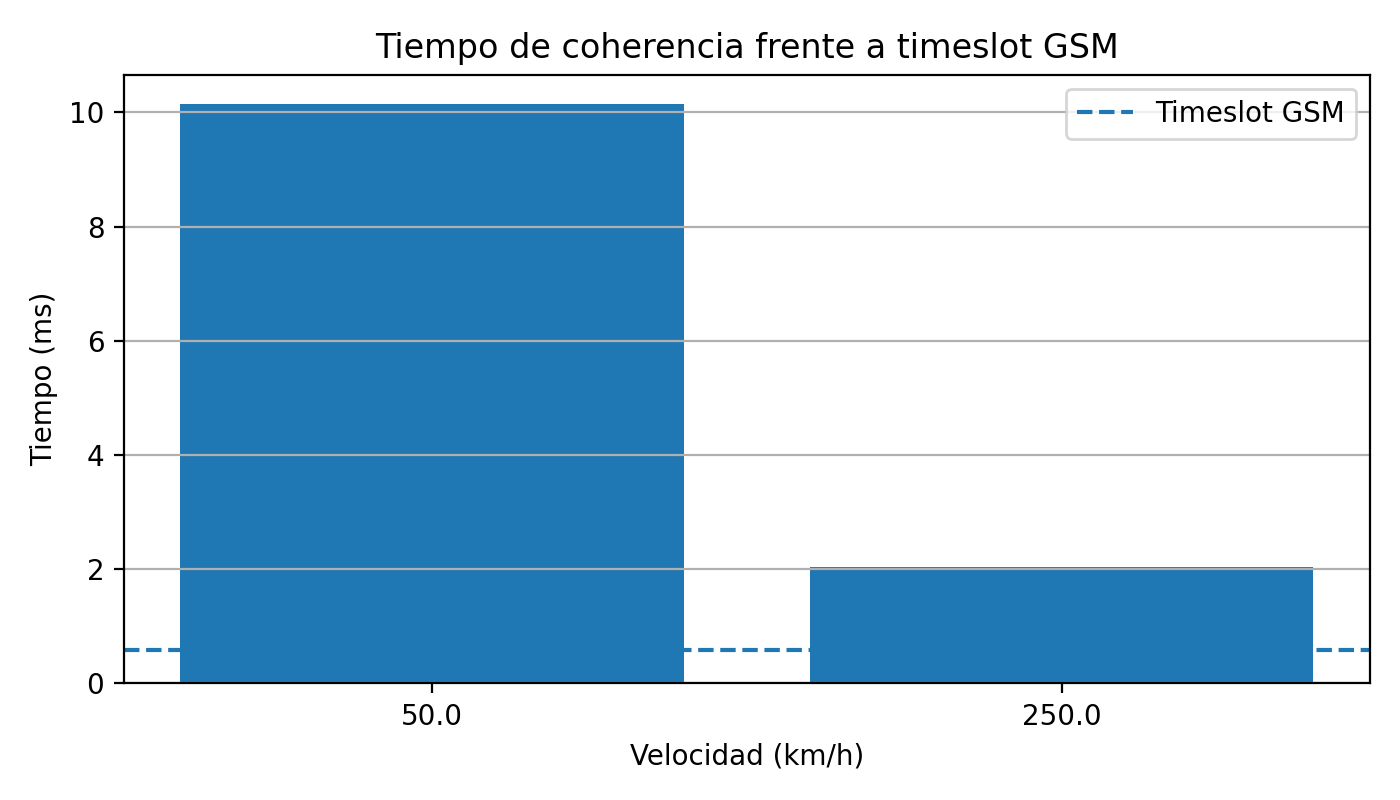 Tiempo de coherencia frente a timeslot GSM
Timeslot GSM
Tiempo (ms)
10
8
6
4
2
0
50.0
250.0
Velocidad (km/h)